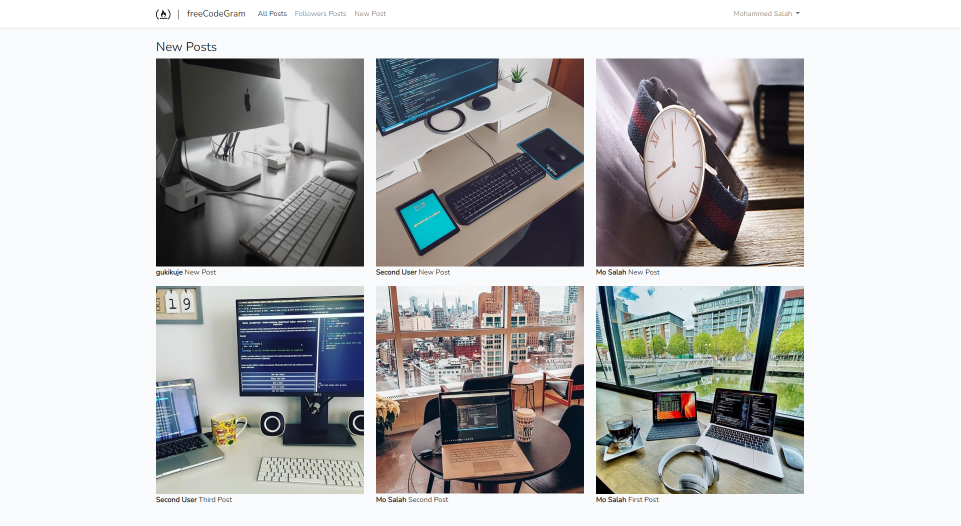 freeCodeGram All Posts Followers Posts New Post Mohammed Salah
New Posts
gukikuje New Post
Second User New Post
Mo Salah New Post
19
Second User Third Post
Mo Salah Second Post
Mo Salah First Post